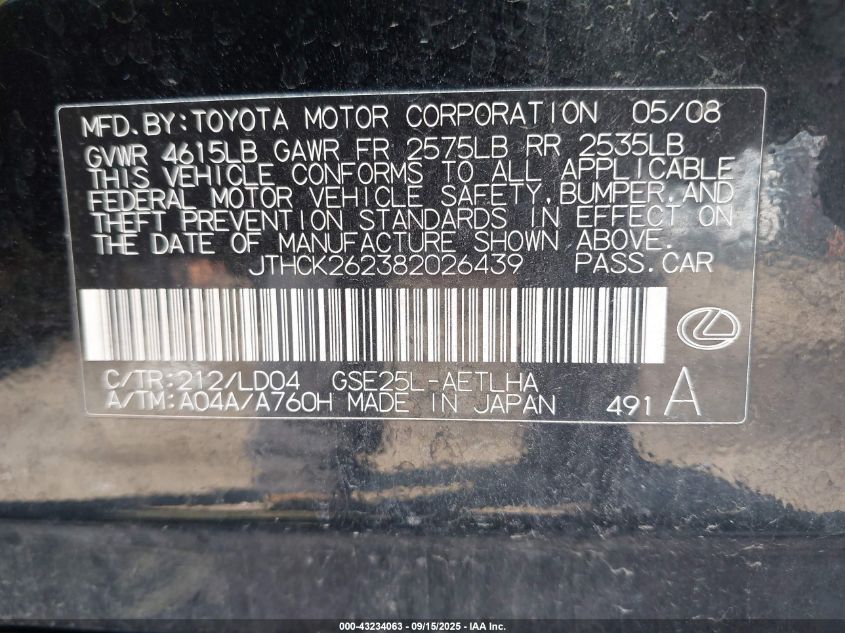 MFD.BY:TOYOTA MOTOR CORPORATION 05/08
GVWR 4615LB GAWR FR 2575LB RR 2535LB
THIS VEHICLE CONFORMS TO ALL APPLICABLE
FEDERAL MOTOR VEHICLE SAFETY,BUMPER,AND
THEFT PREVENTION STANDARDS IN EFFECT ON
THE DATE OF MANUFACTURE SHOWN ABOVE.
JTHCK262382026439 PASS.CAR
C/TR:212/LD04 GSE25L-AETLHA
A/TM:A04A/A760H MADE IN JAPAN 491 A
000-43234063 - 09/15/2025 - IAA Inc.